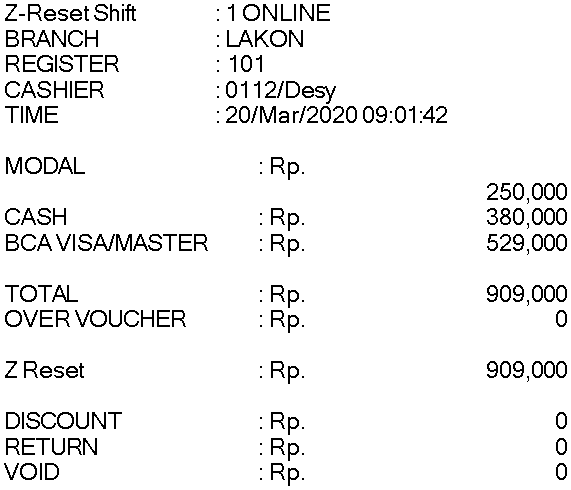 Z-Reset Shift : 1 ONLINE
BRANCH : LAKON
REGISTER : 101
CASHIER : 0112/Desy
TIME : 20/Mar/2020 09:01:42
MODAL : Rp.
250,000
CASH : Rp. 380,000
BCA VISA/MASTER : Rp. 529,000
TOTAL : Rp. 909,000
OVER VOUCHER : Rp. 0
Z Reset : Rp. 909,000
DISCOUNT : Rp. 0
RETURN : Rp. 0
VOID : Rp. 0